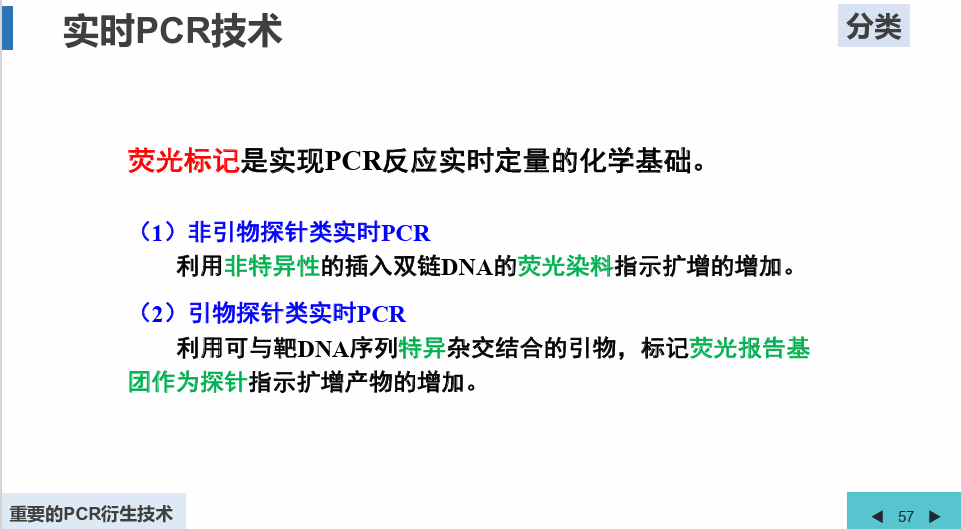 实时PCR技术
分类
荧光标记是实现PCR反应实时定量的化学基础。
（1）非引物探针类实时PCR
利用非特异性的插入双链DNA的荧光染料指示扩增的增加。
（2）引物探针类实时PCR
利用可与靶DNA序列特异杂交结合的引物，标记荧光报告基
团作为探针指示扩增产物的增加。
重要的PCR衍生技术
57